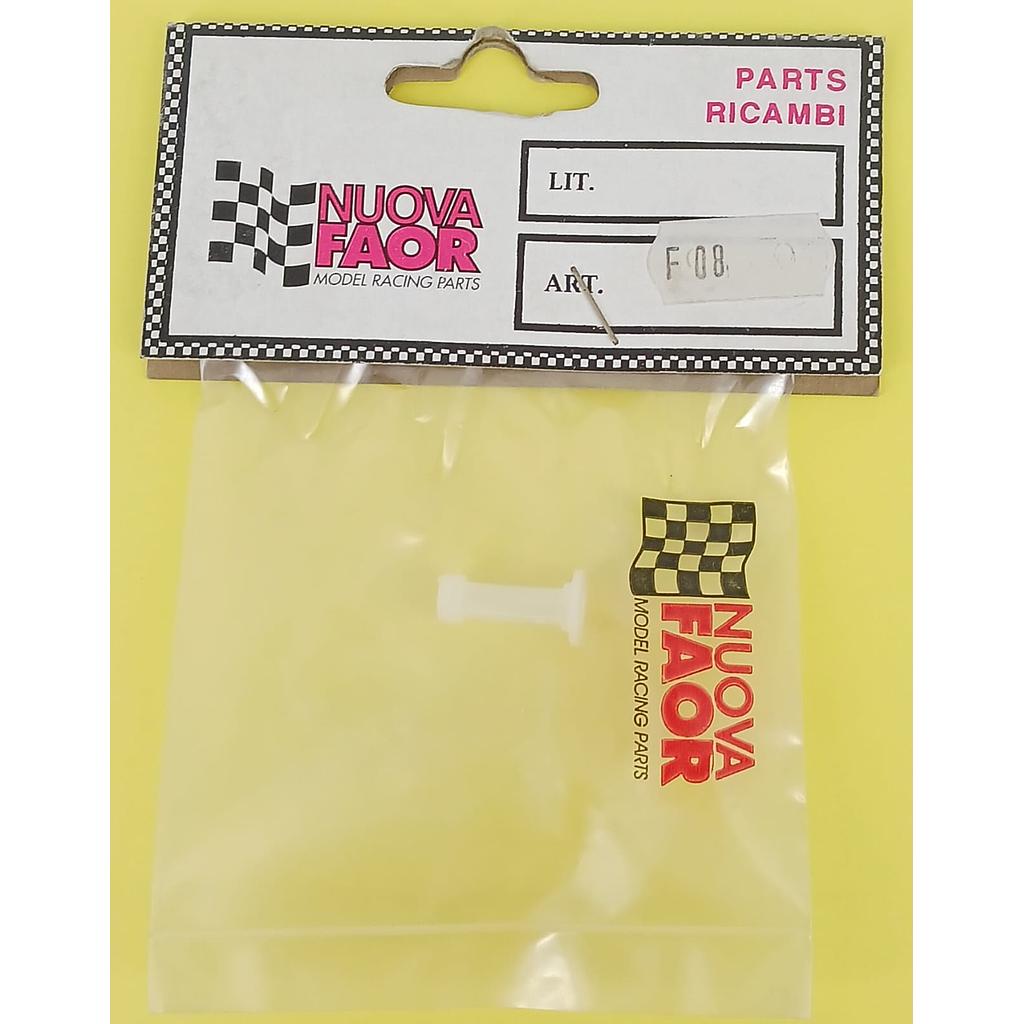 PARTS
RICAMBI
LIT.
NUOVA
FAOR
MODEL RACING PARTS
ART.
F 08
NUOVA
FAOR
MODEL RACING PARTS